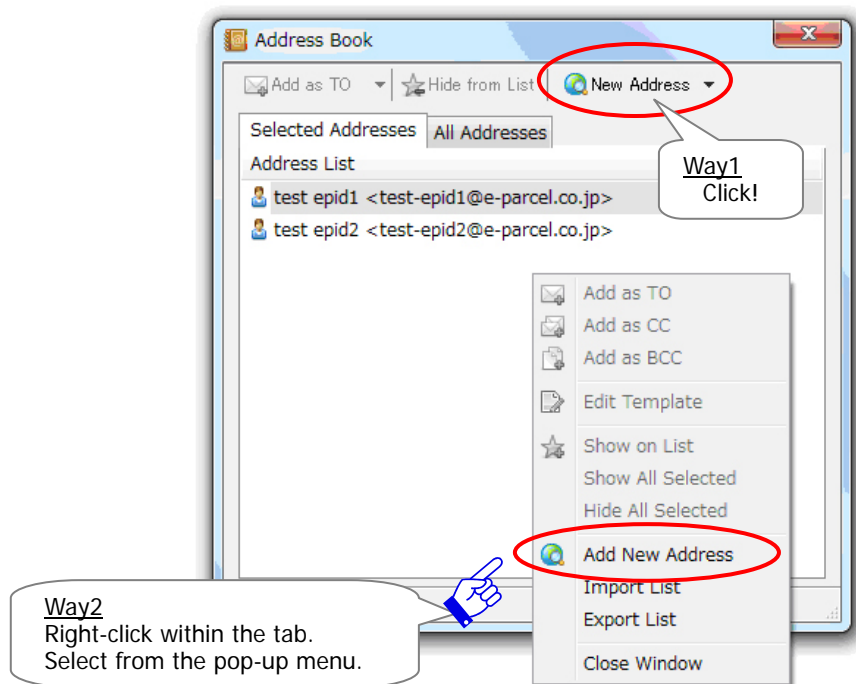 Address Book
Add as TO
Hide from List
New Address
Selected Addresses
All Addresses
Address List
test epid1 <test-epid1@e-parcel.co.jp>
test epid2 <test-epid2@e-parcel.co.jp>
Way1
Click!
Add as TO
Add as CC
Add as BCC
Edit Template
Show on List
Show All Selected
Hide All Selected
Add New Address
Import List
Export List
Close Window
Way2
Right-click within the tab.
Select from the pop-up menu.